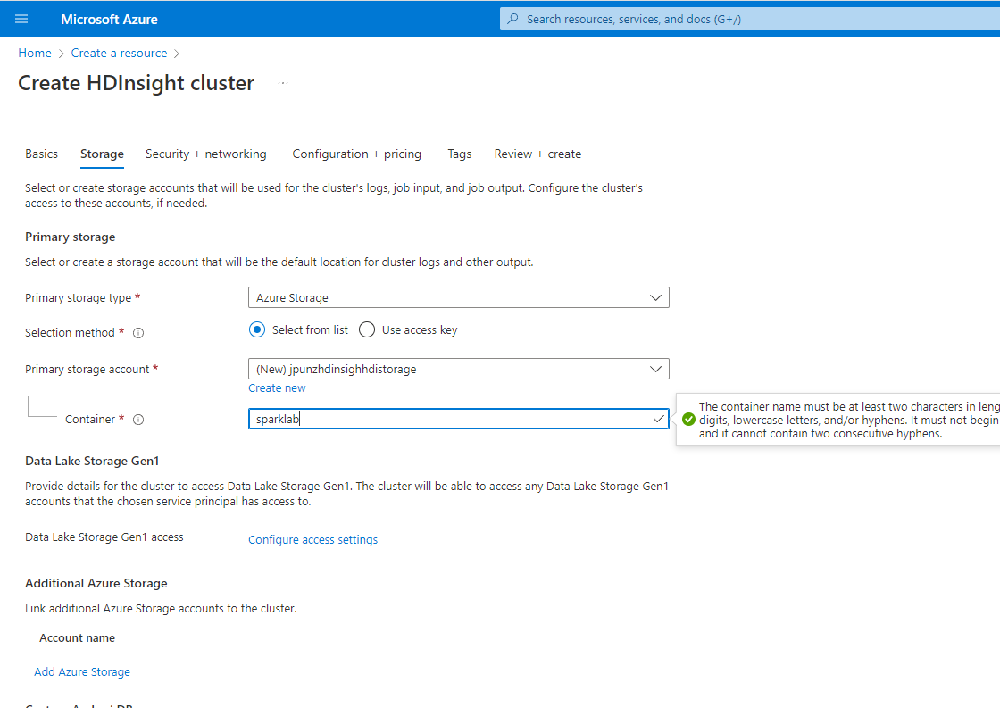 Microsoft Azure
Search resources, services, and docs (G+/)
Home > Create a resource >
Create HDInsight cluster ...
Basics Storage Security + networking Configuration + pricing Tags Review + create
Select or create storage accounts that will be used for the cluster's logs, job input, and job output. Configure the cluster's
access to these accounts, if needed.
Primary storage
Select or create a storage account that will be the default location for cluster logs and other output.
Primary storage type * Azure Storage
Selection method * Select from list Use access key
Primary storage account * (New) jpunzhdinsighhdistorage
Create new
Container * sparklab
The container name must be at least two characters in leng
digits, lowercase letters, and/or hyphens. It must not begin
and it cannot contain two consecutive hyphens.
Data Lake Storage Gen1
Provide details for the cluster to access Data Lake Storage Gen1. The cluster will be able to access any Data Lake Storage Gen1
accounts that the chosen service principal has access to.
Data Lake Storage Gen1 access Configure access settings
Additional Azure Storage
Link additional Azure Storage accounts to the cluster.
Account name
Add Azure Storage